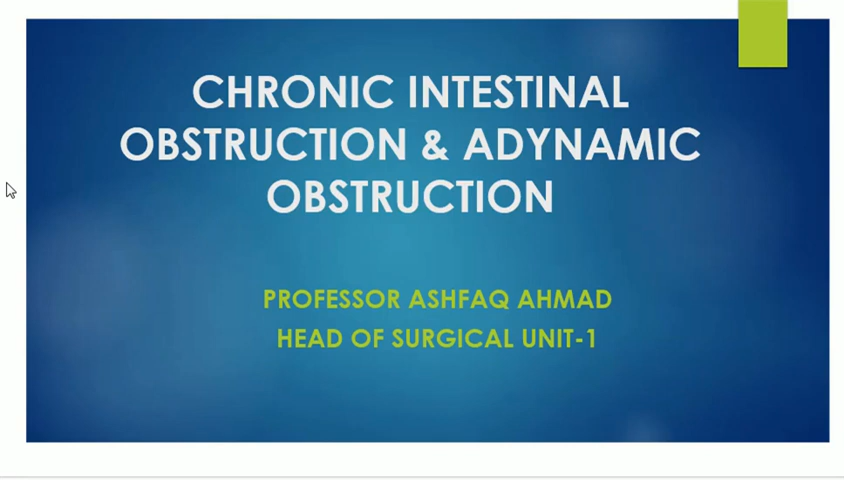 CHRONIC INTESTINAL
OBSTRUCTION & ADYNAMIC
OBSTRUCTION
PROFESSOR ASHFAQ AHMAD
HEAD OF SURGICAL UNIT-1